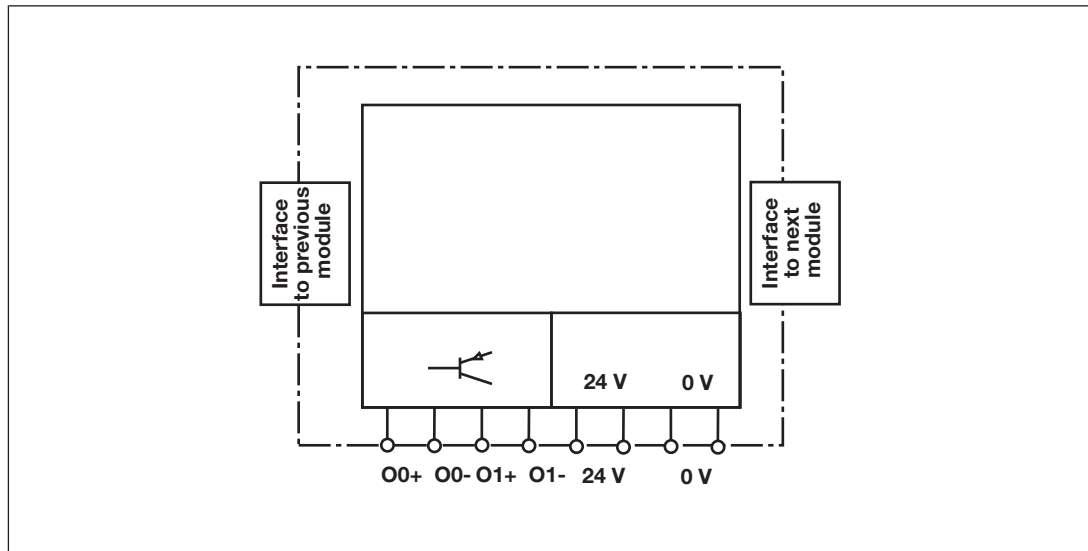 Interface
to previous
module
Interface
to next
module
24 V 0 V
O0+ O0- O1+ O1- 24 V 0 V